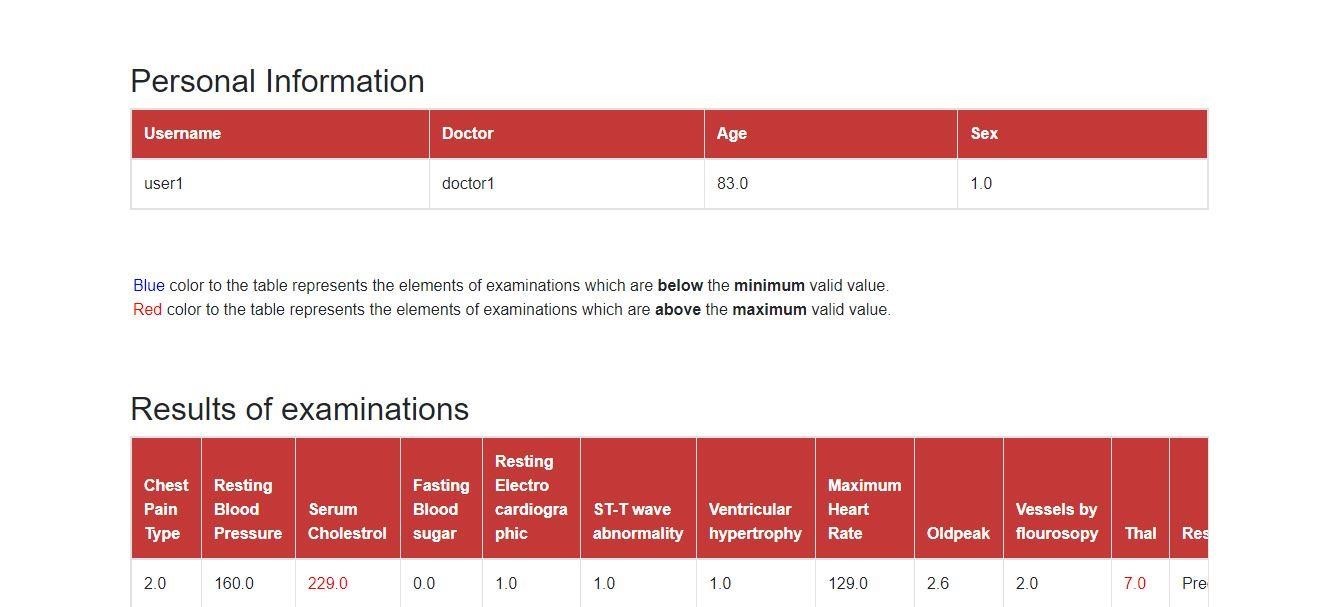 Personal Information
Username Doctor Age Sex
user1 doctor1 83.0 1.0
Blue color to the table represents the elements of examinations which are below the minimum valid value.
Red color to the table represents the elements of examinations which are above the maximum valid value.
Results of examinations
Chest Pain Type Resting Blood Pressure Serum Cholestrol Fasting Blood sugar Resting Electro cardiogra phic ST-T wave abnormality Ventricular hypertrophy Maximum Heart Rate Oldpeak Vessels by flourosopy Thal Res
2.0 160.0 229.0 0.0 1.0 1.0 1.0 129.0 2.6 2.0 7.0 Pre